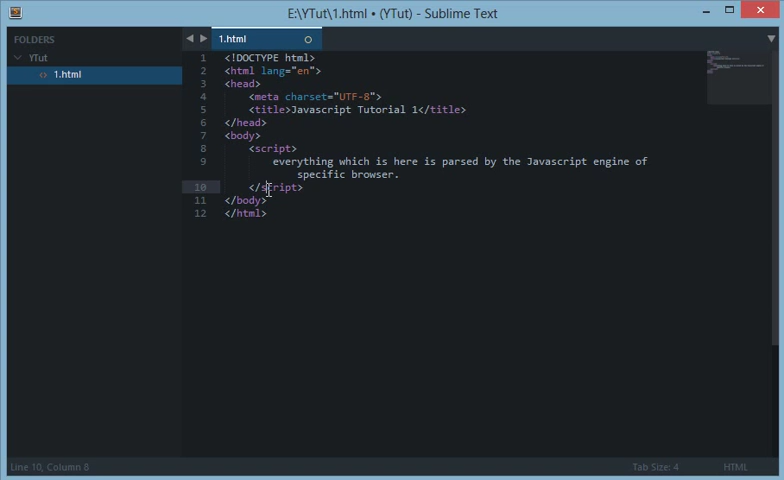 E:\YTut\1.html • (YTut) - Sublime Text
FOLDERS
YTut
<> 1.html
1.html
1 <!DOCTYPE html>
2 <html lang="en">
3 <head>
4 <meta charset="UTF-8">
5 <title>Javascript Tutorial 1</title>
6 </head>
7 <body>
8 <script>
9 everything which is here is parsed by the Javascript engine of
specific browser.
10 </script>
11 </body>
12 </html>
Line 10, Column 8
Tab Size: 4
HTML